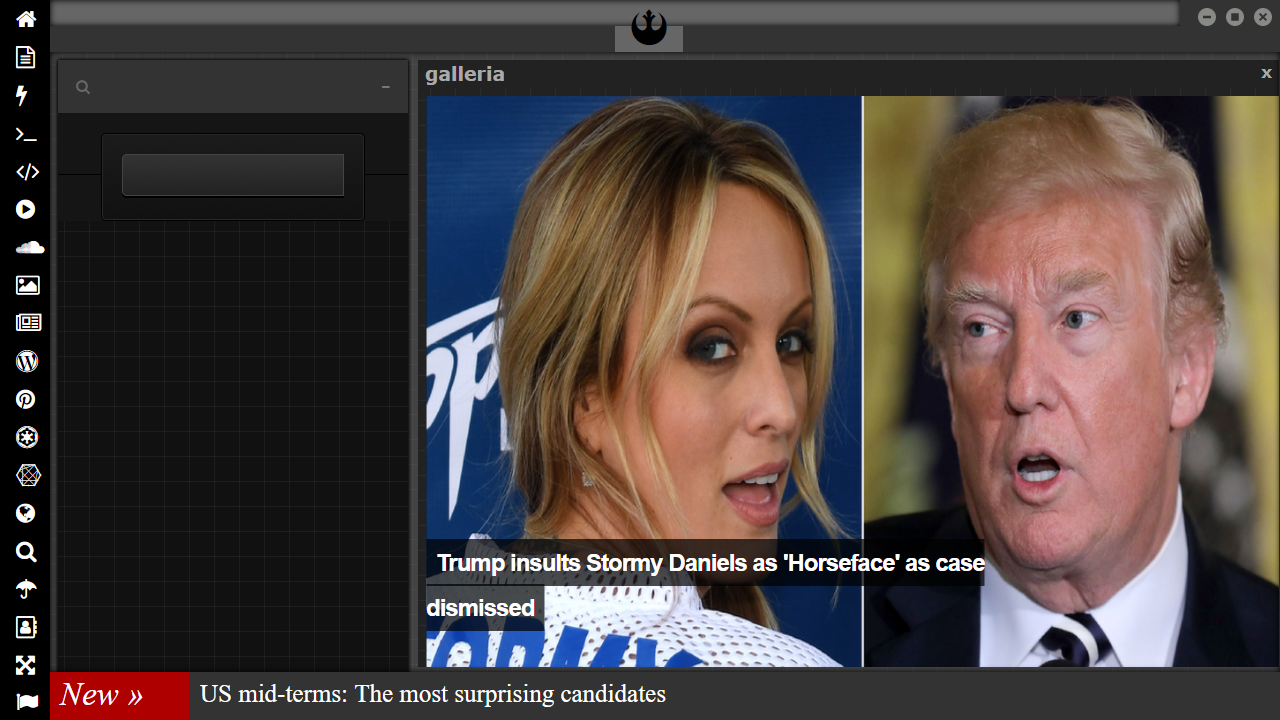 galleria
x
Trump insults Stormy Daniels as 'Horseface' as case
dismissed
New »
US mid-terms: The most surprising candidates